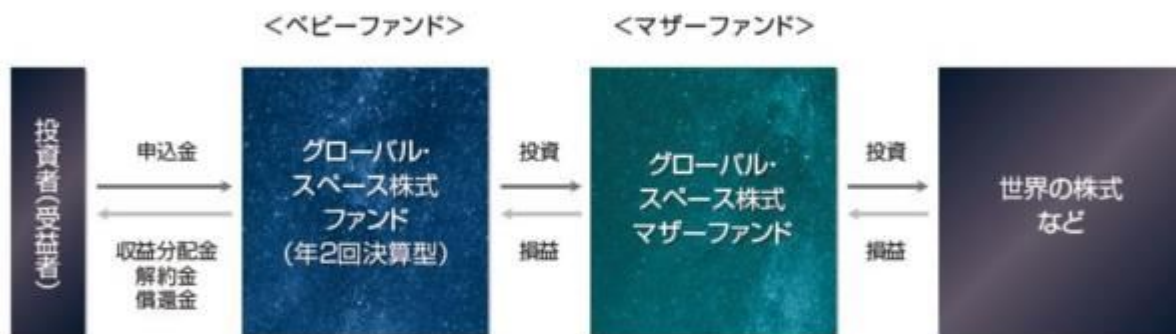 ＜ベビーファンド＞
＜マザーファンド＞
投資者(受益者)
申込金
収益分配金
解約金
償還金
グローバル・
スペース株式
ファンド
(年2回決算型)
投資
損益
グローバル・
スペース株式
マザーファンド
投資
損益
世界の株式
など